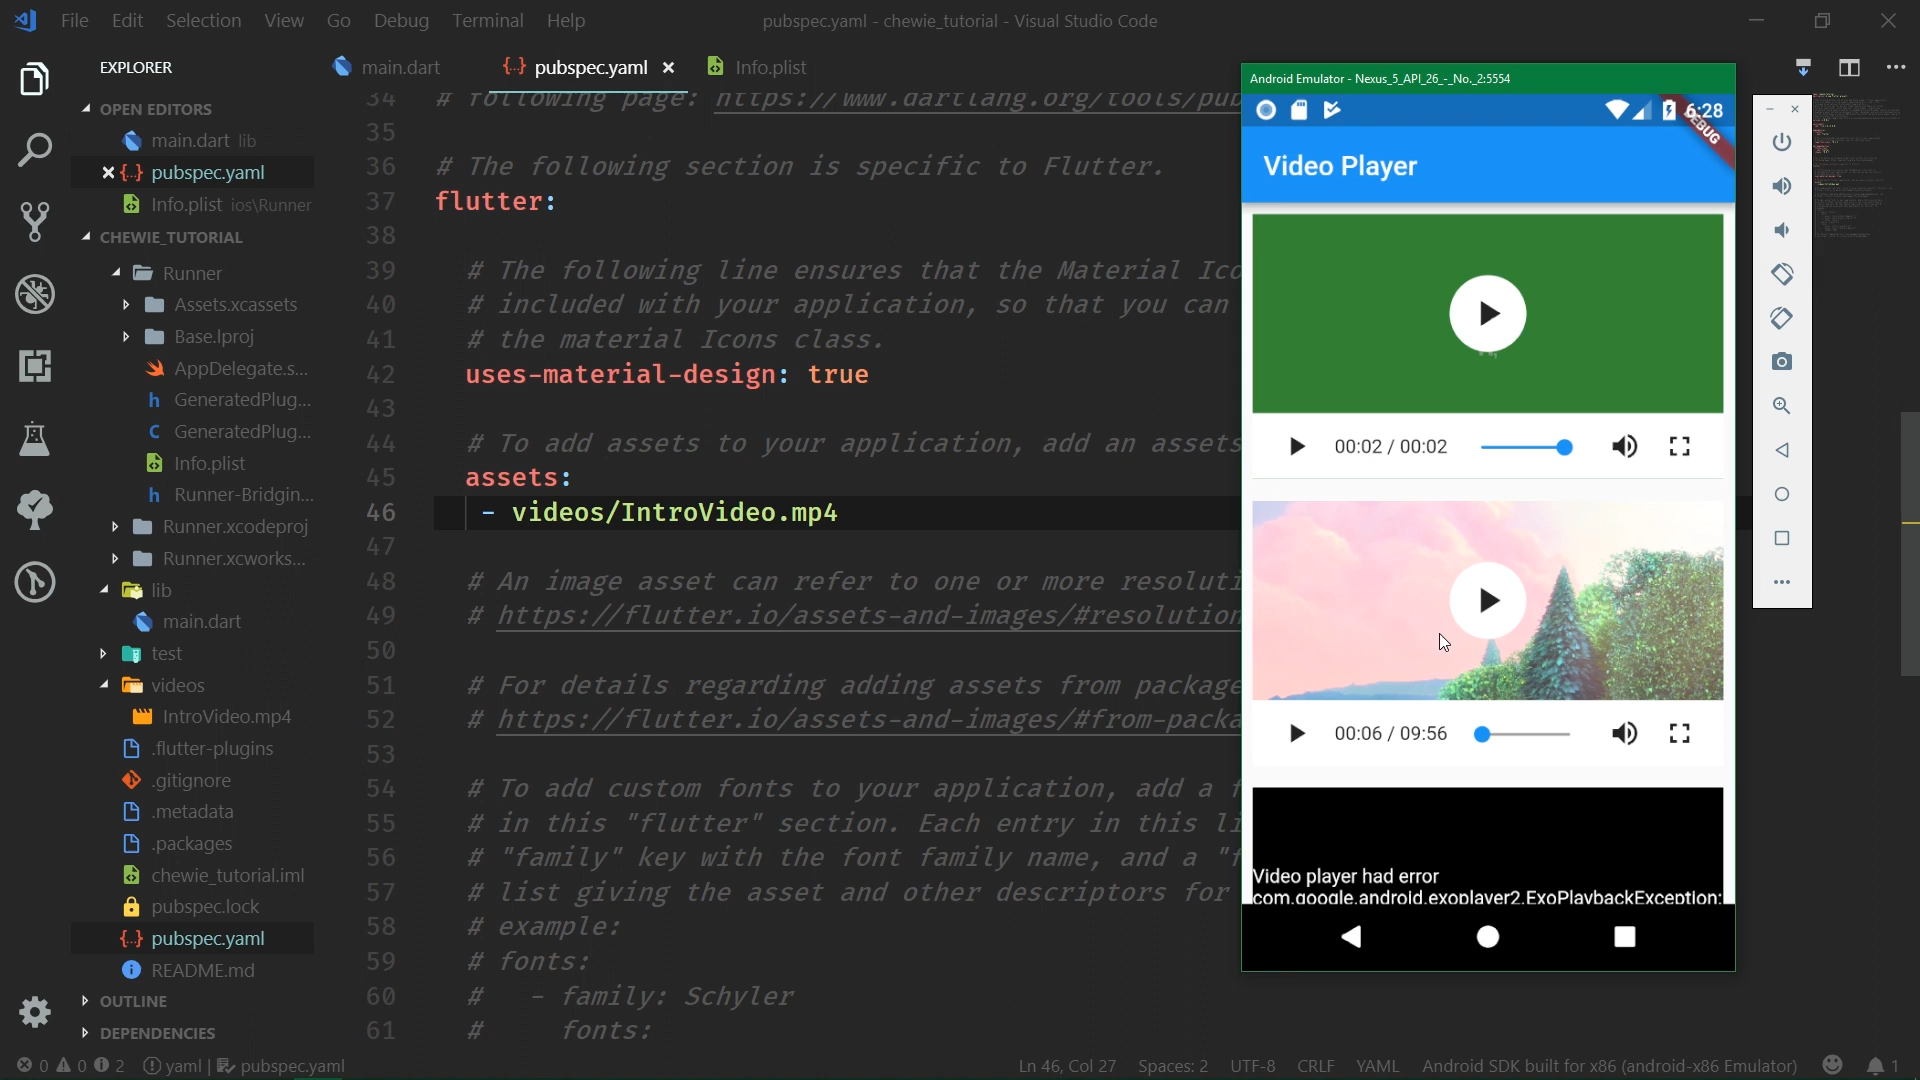 File Edit Selection View Go Debug Terminal Help
pubspec.yaml - chewie_tutorial - Visual Studio Code
EXPLORER
main.dart
{..} pubspec.yaml
Info.plist
OPEN EDITORS
main.dart lib
{..} pubspec.yaml
Info.plist ios\Runner
CHEWIE_TUTORIAL
Runner
Assets.xcassets
Base.lproj
AppDelegate.s...
h GeneratedPlug...
C GeneratedPlug...
Info.plist
h Runner-Bridgin...
Runner.xcodeproj
Runner.xcworks...
lib
main.dart
test
videos
IntroVideo.mp4
.flutter-plugins
.gitignore
.metadata
.packages
chewie_tutorial.iml
pubspec.lock
{..} pubspec.yaml
README.md
OUTLINE
DEPENDENCIES
34 # following page: https://www.dartlang.org/tools/pub
35
36 # The following section is specific to Flutter.
37 flutter:
38
39 # The following line ensures that the Material Ico
40 # included with your application, so that you can
41 # the material Icons class.
42 uses-material-design: true
43
44 # To add assets to your application, add an assets
45 assets:
46 - videos/IntroVideo.mp4
47
48 # An image asset can refer to one or more resoluti
49 # https://flutter.io/assets-and-images/#resolution
50
51 # For details regarding adding assets from package
52 # https://flutter.io/assets-and-images/#from-packa
53
54 # To add custom fonts to your application, add a f
55 # in this "flutter" section. Each entry in this li
56 # "family" key with the font family name, and a "f
57 # list giving the asset and other descriptors for
58 # example:
59 # fonts:
60 # - family: Schyler
61 # fonts:
Android Emulator - Nexus_5_API_26_-_No._2:5554
6:28
DEBUG
Video Player
00:02 / 00:02
00:06 / 09:56
Video player had error
com.google.android.exoplayer2.ExoPlaybackException:
0 0 2 yaml | pubspec.yaml
Ln 46, Col 27 Spaces: 2 UTF-8 CRLF YAML Android SDK built for x86 (android-x86 Emulator) 1